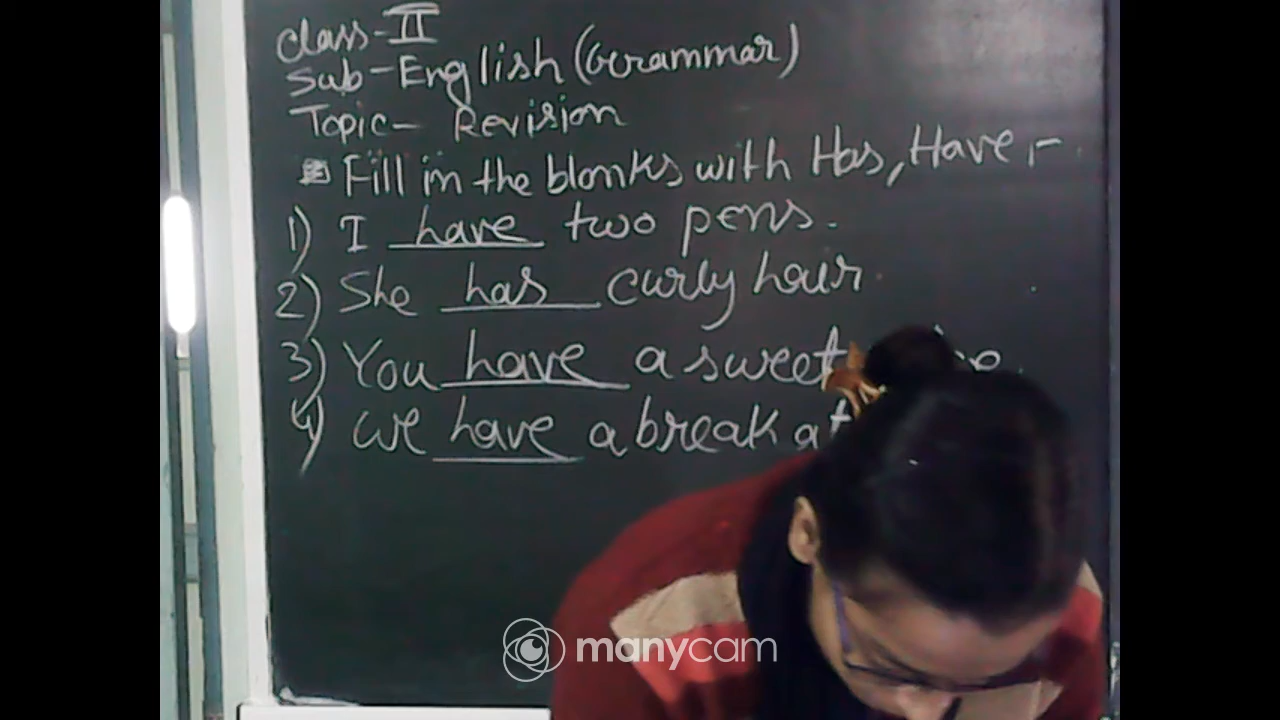 Class-II
Sub-English (Grammar)
Topic- Revision
Fill in the blanks with Has, Have :-
1) I have two pens.
2) She has curly hair.
3) You have a sweet
4) We have a break at
manycam